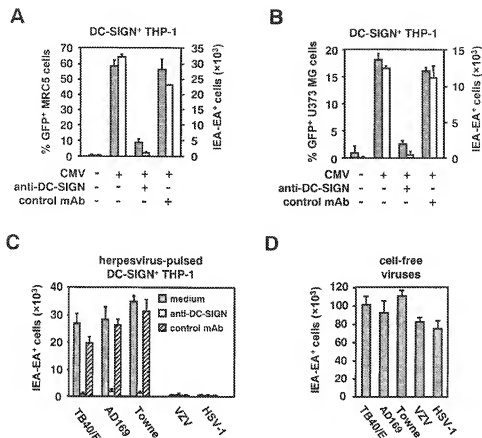 A
DC-SIGN+ THP-1
% GFP+ MRC5 cells
70
60
50
40
30
20
10
0
35
30
25
20
15
10
5
0
IEA-EA+ cells (×10³)
- + + + CMV
- - + - anti-DC-SIGN
- - - + control mAb
B
DC-SIGN+ THP-1
% GFP+ U373 MG cells
20
15
10
5
0
15
10
5
0
IEA-EA+ cells (×10³)
- + + + CMV
- - + - anti-DC-SIGN
- - - + control mAb
C
herpesvirus-pulsed
DC-SIGN+ THP-1
IEA-EA+ cells (×10³)
40
30
20
10
0
medium
anti-DC-SIGN
control mAb
TB40/E
AD169
Towne
VZV
HSV-1
D
cell-free
viruses
IEA-EA+ cells (×10³)
120
100
80
60
40
20
0
TB40/E
AD169
Towne
VZV
HSV-1